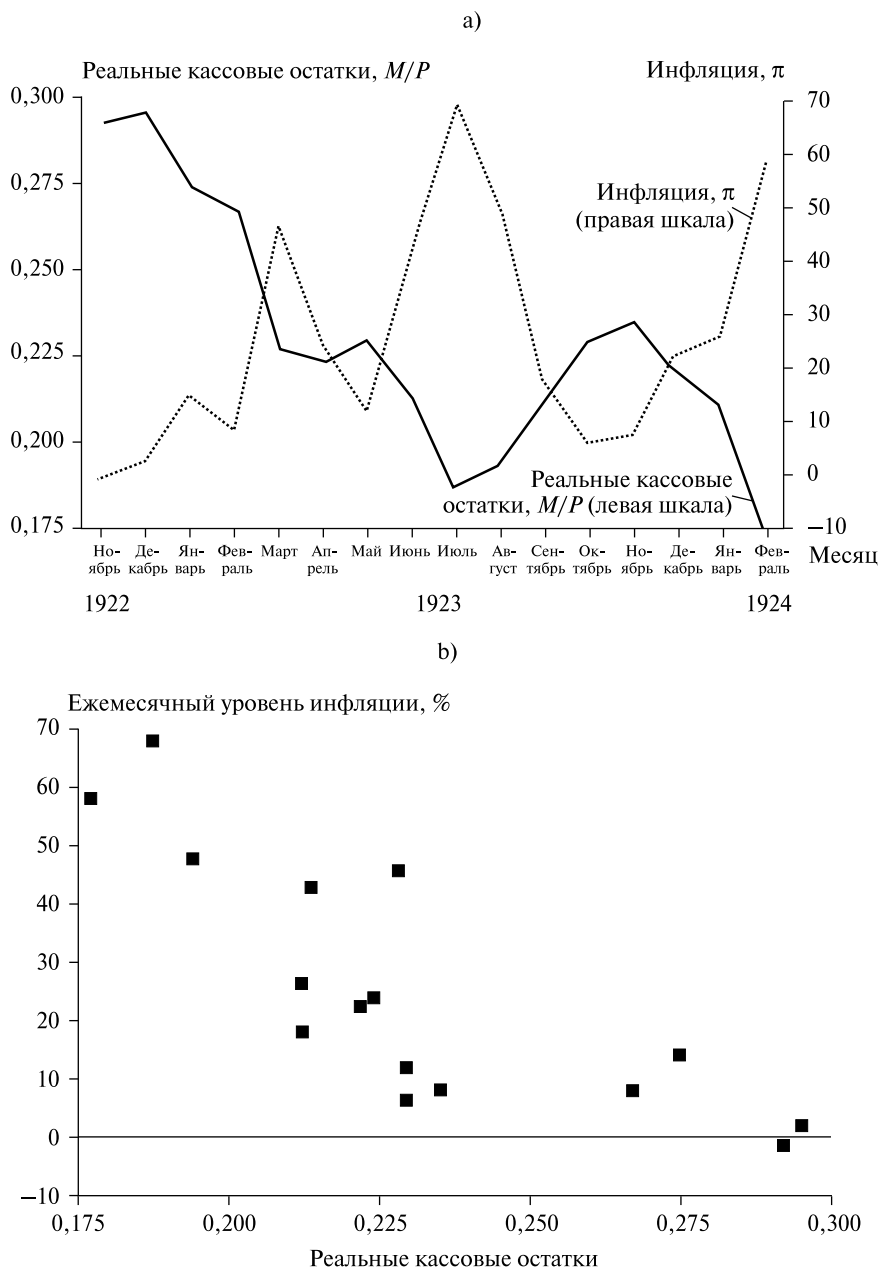 а)
Реальные кассовые остатки, M/P
Инфляция, π
0,300
0,275
0,250
0,225
0,200
0,175
70
60
50
40
30
20
10
0
–10
Инфляция, π
(правая шкала)
Реальные кассовые
остатки, M/P (левая шкала)
Но-
ябрь
Де-
кабрь
Ян-
варь
Фев-
раль
Март
Ап-
рель
Май
Июнь
Июль
Ав-
густ
Сен-
тябрь
Ок-
тябрь
Но-
ябрь
Де-
кабрь
Ян-
варь
Фев-
раль
Месяц
1922
1923
1924
b)
Ежемесячный уровень инфляции, %
70
60
50
40
30
20
10
0
–10
0,175
0,200
0,225
0,250
0,275
0,300
Реальные кассовые остатки